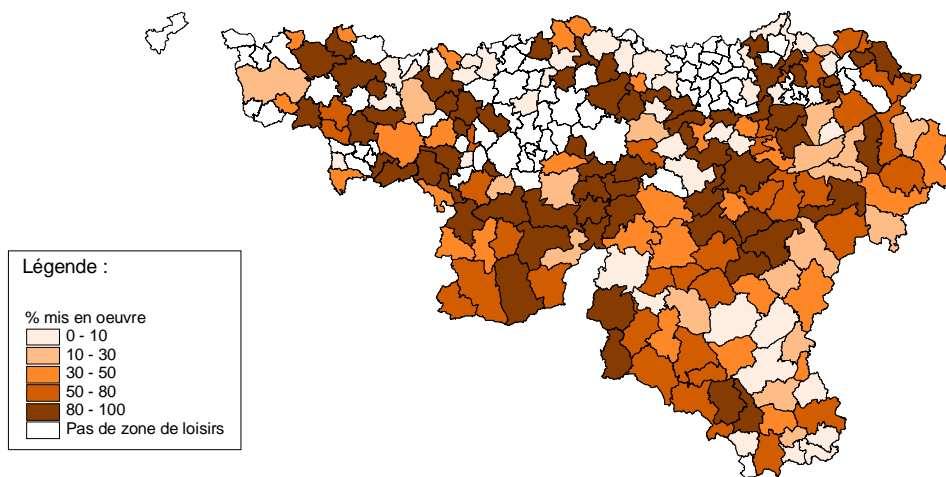 Légende :
% mis en oeuvre
0 - 10
10 - 30
30 - 50
50 - 80
80 - 100
Pas de zone de loisirs